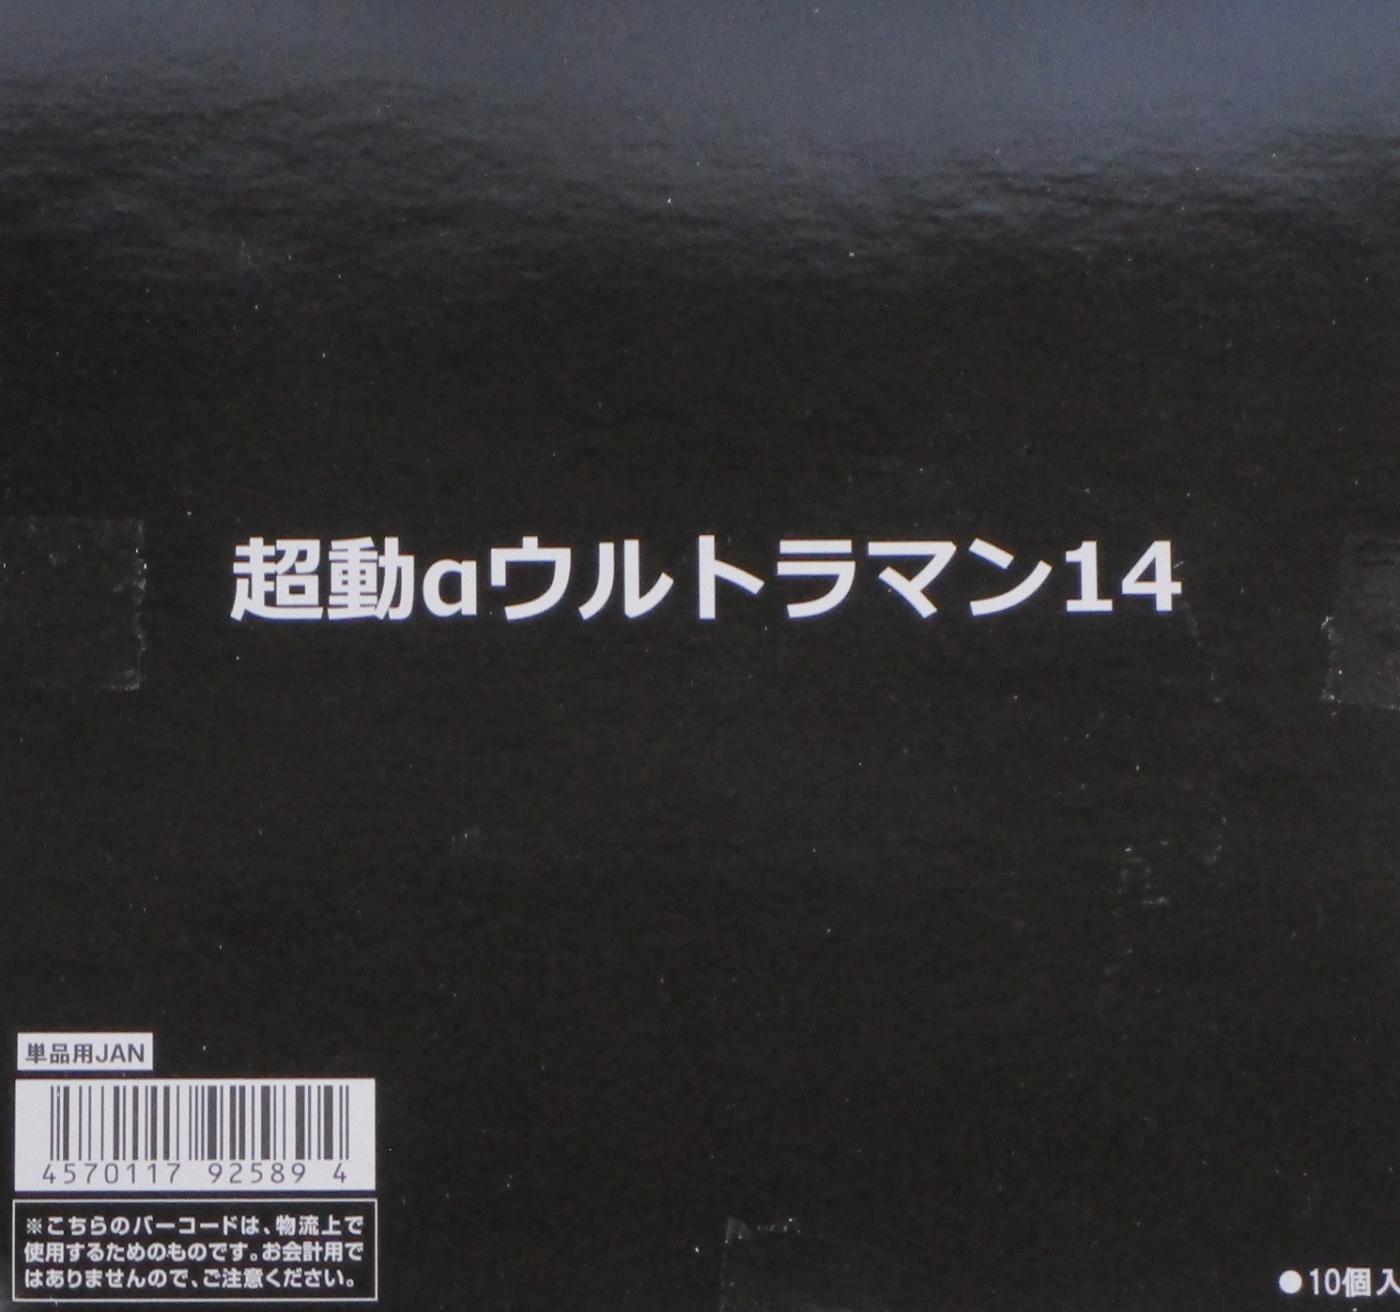 超動αウルトラマン14
単品用JAN
4570117 92589 4
※こちらのバーコードは、物流上で
使用するためのものです。お会計用で
はありませんので、ご注意ください。
●10個入